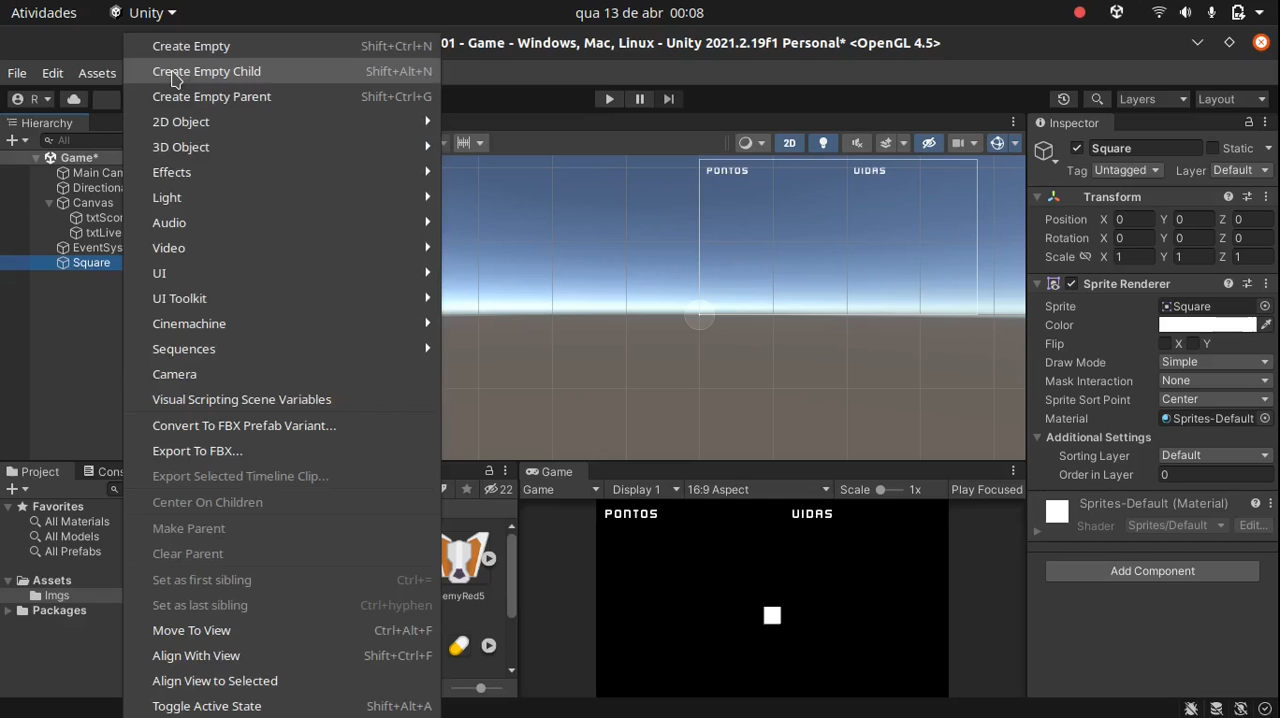 Atividades
Unity
qua 13 de abr 00:08
01 - Game - Windows, Mac, Linux - Unity 2021.2.19f1 Personal* <OpenGL 4.5>
File Edit Assets
Create Empty Shift+Ctrl+N
Create Empty Child Shift+Alt+N
Create Empty Parent Shift+Ctrl+G
2D Object
3D Object
Effects
Light
Audio
Video
UI
UI Toolkit
Cinemachine
Sequences
Camera
Visual Scripting Scene Variables
Convert To FBX Prefab Variant...
Export To FBX...
Export Selected Timeline Clip...
Center On Children
Make Parent
Clear Parent
Set as first sibling Ctrl+=
Set as last sibling Ctrl+hyphen
Move To View Ctrl+Alt+F
Align With View Shift+Ctrl+F
Align View to Selected
Toggle Active State Shift+Alt+A
R
Layers
Layout
Hierarchy
All
Game*
Main Cam
Direction
Canvas
txtScor
txtLive
EventSys
Square
2D
PONTOS VIDAS
Inspector
Square
Static
Tag Untagged Layer Default
Transform
Position X 0 Y 0 Z 0
Rotation X 0 Y 0 Z 0
Scale X 1 Y 1 Z 1
Sprite Renderer
Sprite Square
Color
Flip X Y
Draw Mode Simple
Mask Interaction None
Sprite Sort Point Center
Material Sprites-Default
Additional Settings
Sorting Layer Default
Order in Layer 0
Sprites-Default (Material)
Shader Sprites/Default Edit...
Add Component
Project Cons
Favorites
All Materials
All Models
All Prefabs
Assets
Imgs
Packages
22
emyRed5
Game
Game Display 1 16:9 Aspect Scale 1x Play Focused
PONTOS VIDAS